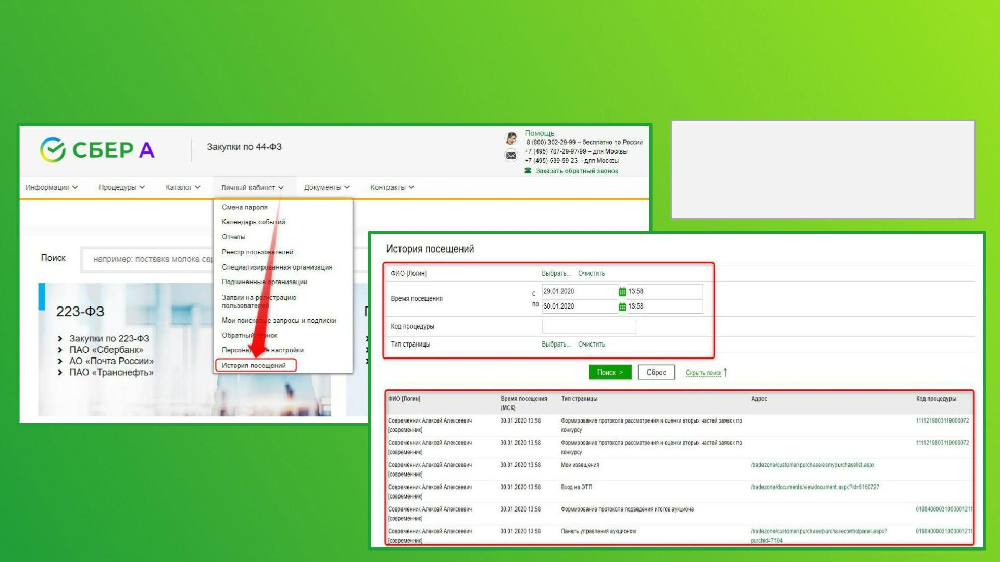 СБЕР А
Закупки по 44-ФЗ
Помощь
8 (800) 302-29-99 – бесплатно по России
+7 (495) 787-29-97/99 – для Москвы
+7 (495) 539-59-23 – для Москвы
Заказать обратный звонок
Информация
Процедуры
Каталог
Личный кабинет
Документы
Контракты
Смена пароля
Календарь событий
Отчеты
Реестр пользователей
Специализированная организация
Подчиненные организации
Заявки на регистрацию
пользователей
Мои поисковые запросы и подписки
Обратный звонок
Персональные настройки
История посещений
Поиск
например: поставка молока сар
223-ФЗ
Закупки по 223-ФЗ
ПАО «Сбербанк»
АО «Почта России»
ПАО «Транснефть»
История посещений
ФИО [Логин] Выбрать... Очистить
Время посещения
с 29.01.2020 13:58
по 30.01.2020 13:58
Код процедуры
Тип страницы Выбрать... Очистить
Поиск > Сброс Скрыть поиск ↑
ФИО [Логин] Время посещения Тип страницы Адрес Код процедуры
(МСК)
Современник Алексей Алексеевич 30.01.2020 13:58 Формирование протокола рассмотрения и оценки вторых частей заявок по 1111219803119000072
[современник] конкурсу
Современник Алексей Алексеевич 30.01.2020 13:58 Формирование протокола рассмотрения и оценки вторых частей заявок по 1111219803119000072
[современник] конкурсу
Современник Алексей Алексеевич 30.01.2020 13:58 Мои извещения /tradezone/customer/purchase/esmypurchaselist.aspx
[современник]
Современник Алексей Алексеевич 30.01.2020 13:58 Вход на ЭТП /tradezone/documents/viewdocument.aspx?id=5160727
[современник]
Современник Алексей Алексеевич 30.01.2020 13:58 Формирование протокола подведения итогов аукциона 01984000031000001211
[современник]
Современник Алексей Алексеевич 30.01.2020 13:58 Панель управления аукционом /tradezone/customer/purchase/purchasecontrolpanel.aspx? 01984000031000001211
[современник] purchid=7104